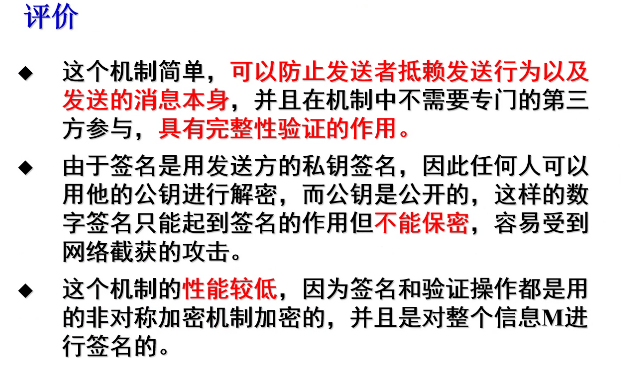 评价
◆ 这个机制简单，可以防止发送者抵赖发送行为以及
发送的消息本身，并且在机制中不需要专门的第三
方参与，具有完整性验证的作用。
◆ 由于签名是用发送方的私钥签名，因此任何人可以
用他的公钥进行解密，而公钥是公开的，这样的数
字签名只能起到签名的作用但不能保密，容易受到
网络截获的攻击。
◆ 这个机制的性能较低，因为签名和验证操作都是用
的非对称加密机制加密的，并且是对整个信息M进
行签名的。